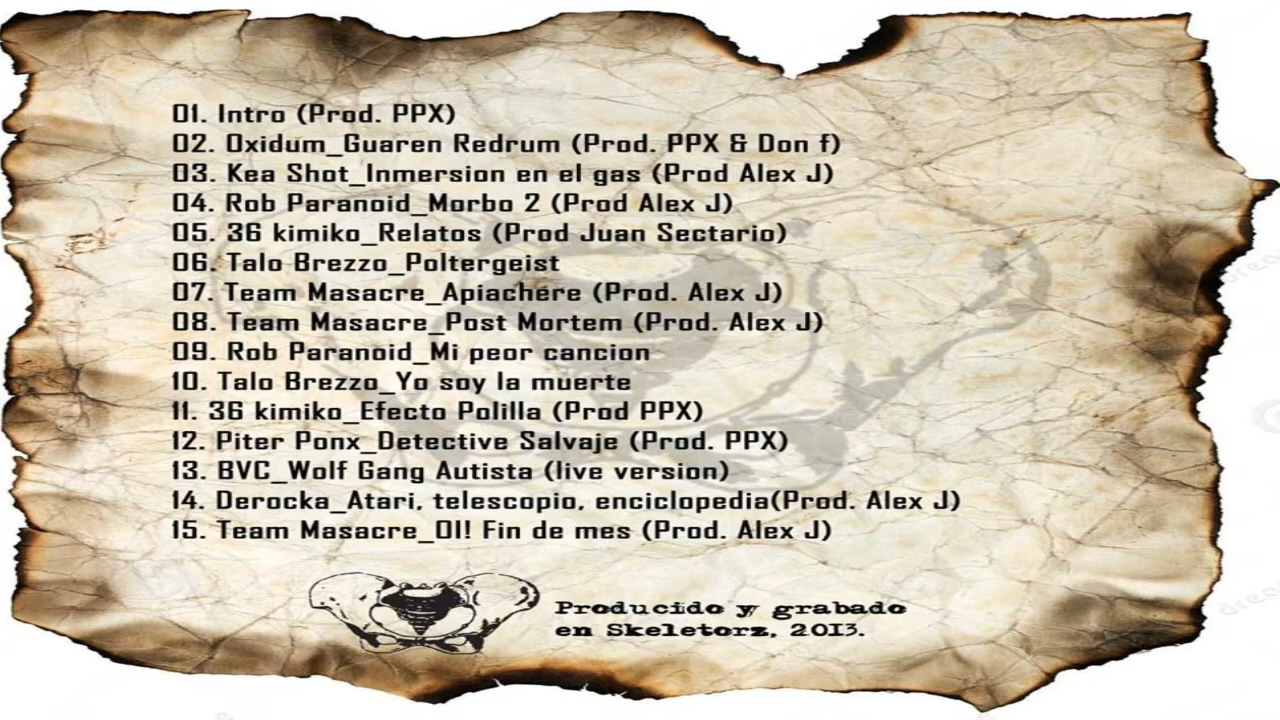 01. Intro (Prod. PPX)
02. Oxidum_Guaren Redrum (Prod. PPX & Don f)
03. Kea Shot_Inmersion en el gas (Prod Alex J)
04. Rob Paranoid_Morbo 2 (Prod Alex J)
05. 36 kimiko_Relatos (Prod Juan Sectario)
06. Talo Brezzo_Poltergeist
07. Team Masacre_Apiachere (Prod. Alex J)
08. Team Masacre_Post Mortem (Prod. Alex J)
09. Rob Paranoid_Mi peor cancion
10. Talo Brezzo_Yo soy la muerte
11. 36 kimiko_Efecto Polilla (Prod PPX)
12. Piter Ponx_Detective Salvaje (Prod. PPX)
13. BVC_Wolf Gang Autista (live version)
14. Derocka_Atari, telescopio, enciclopedia(Prod. Alex J)
15. Team Masacre_OI! Fin de mes (Prod. Alex J)
Producido y grabado
en Skeletorz, 2013.